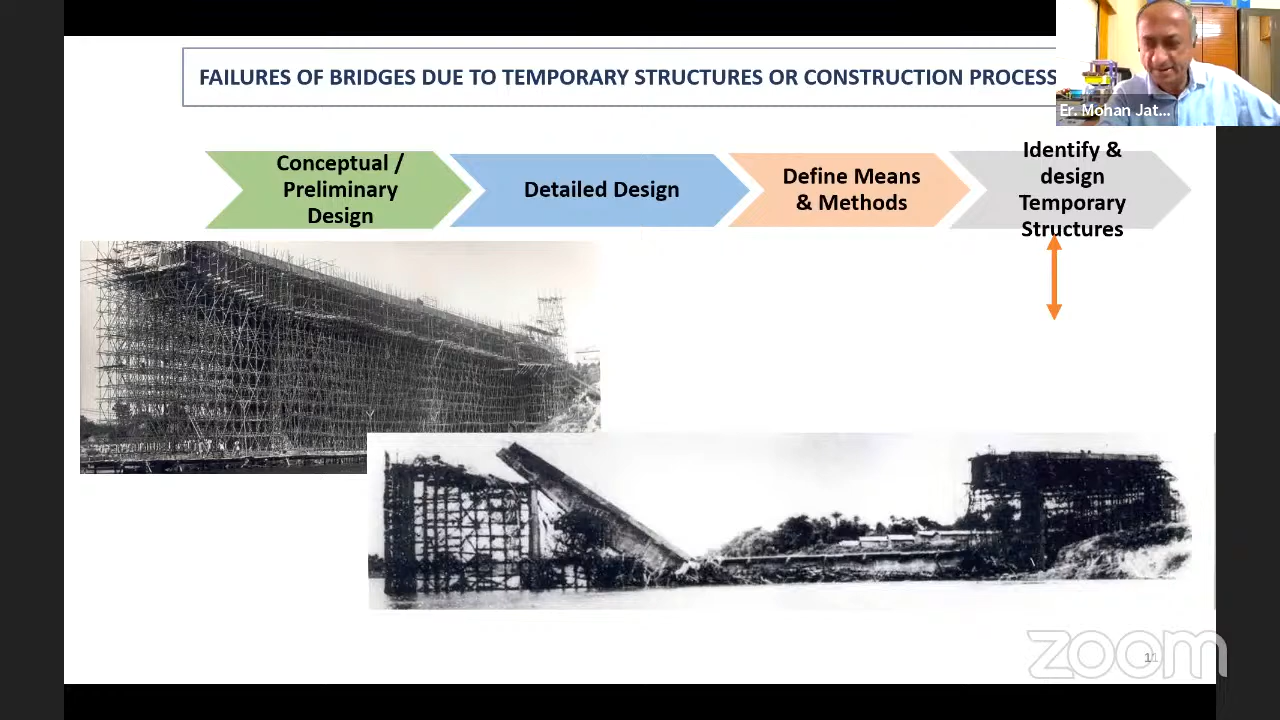 FAILURES OF BRIDGES DUE TO TEMPORARY STRUCTURES OR CONSTRUCTION PROCESS
Er. Mohan Jat...
Conceptual /
Preliminary
Design
Detailed Design
Define Means
& Methods
Identify &
design
Temporary
Structures
zoom
11